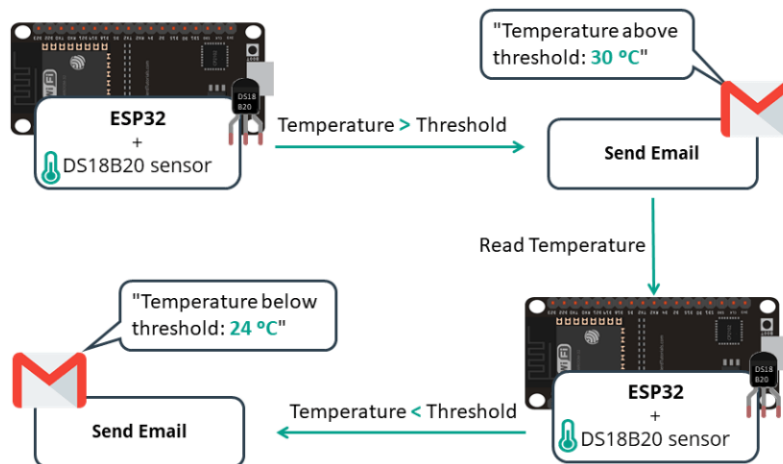 "Temperature above
threshold: 30 ºC"
DS18
B20
ESP32
+
DS18B20 sensor
Temperature > Threshold
Send Email
Read Temperature
"Temperature below
threshold: 24 ºC"
Send Email
Temperature < Threshold
DS18
B20
ESP32
+
DS18B20 sensor